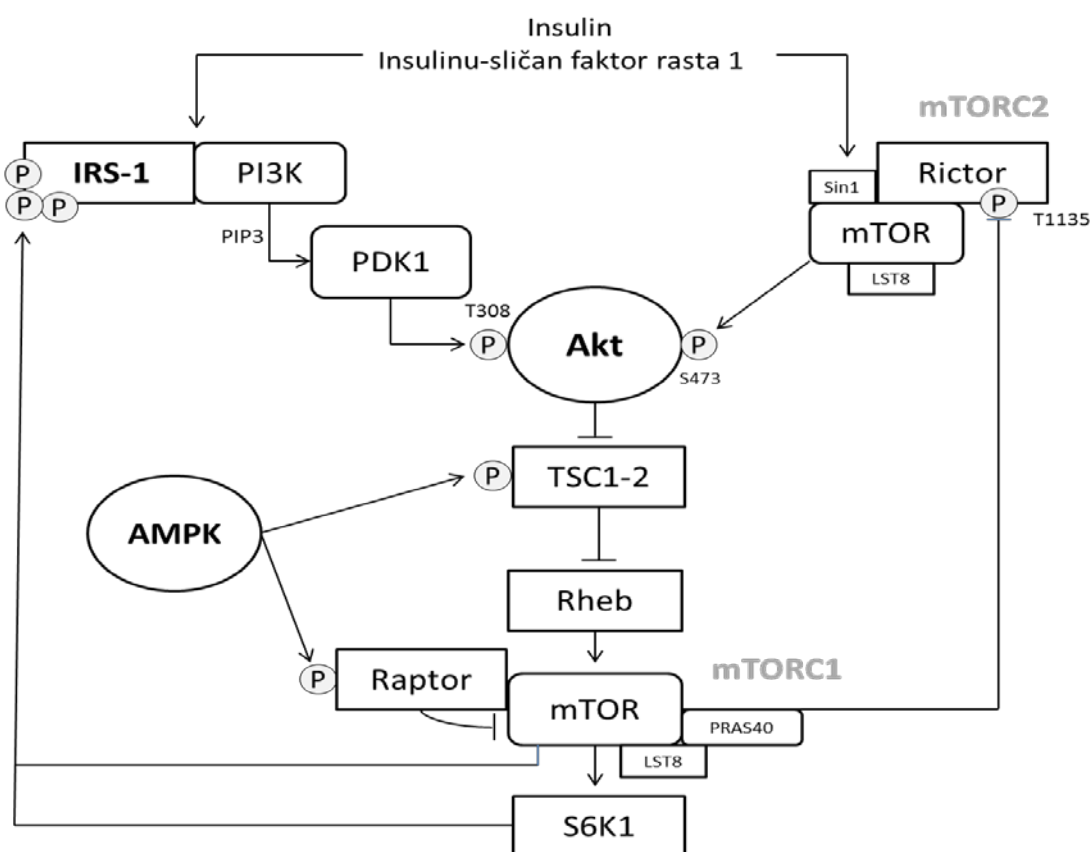 Insulin
Insulinu-sličan faktor rasta 1
mTORC2
IRS-1
PI3K
P
P
P
Sin1
Rictor
P
T1135
mTOR
LST8
PIP3
PDK1
T308
P
Akt
P
S473
P
TSC1-2
AMPK
Rheb
mTORC1
P
Raptor
mTOR
PRAS40
LST8
S6K1